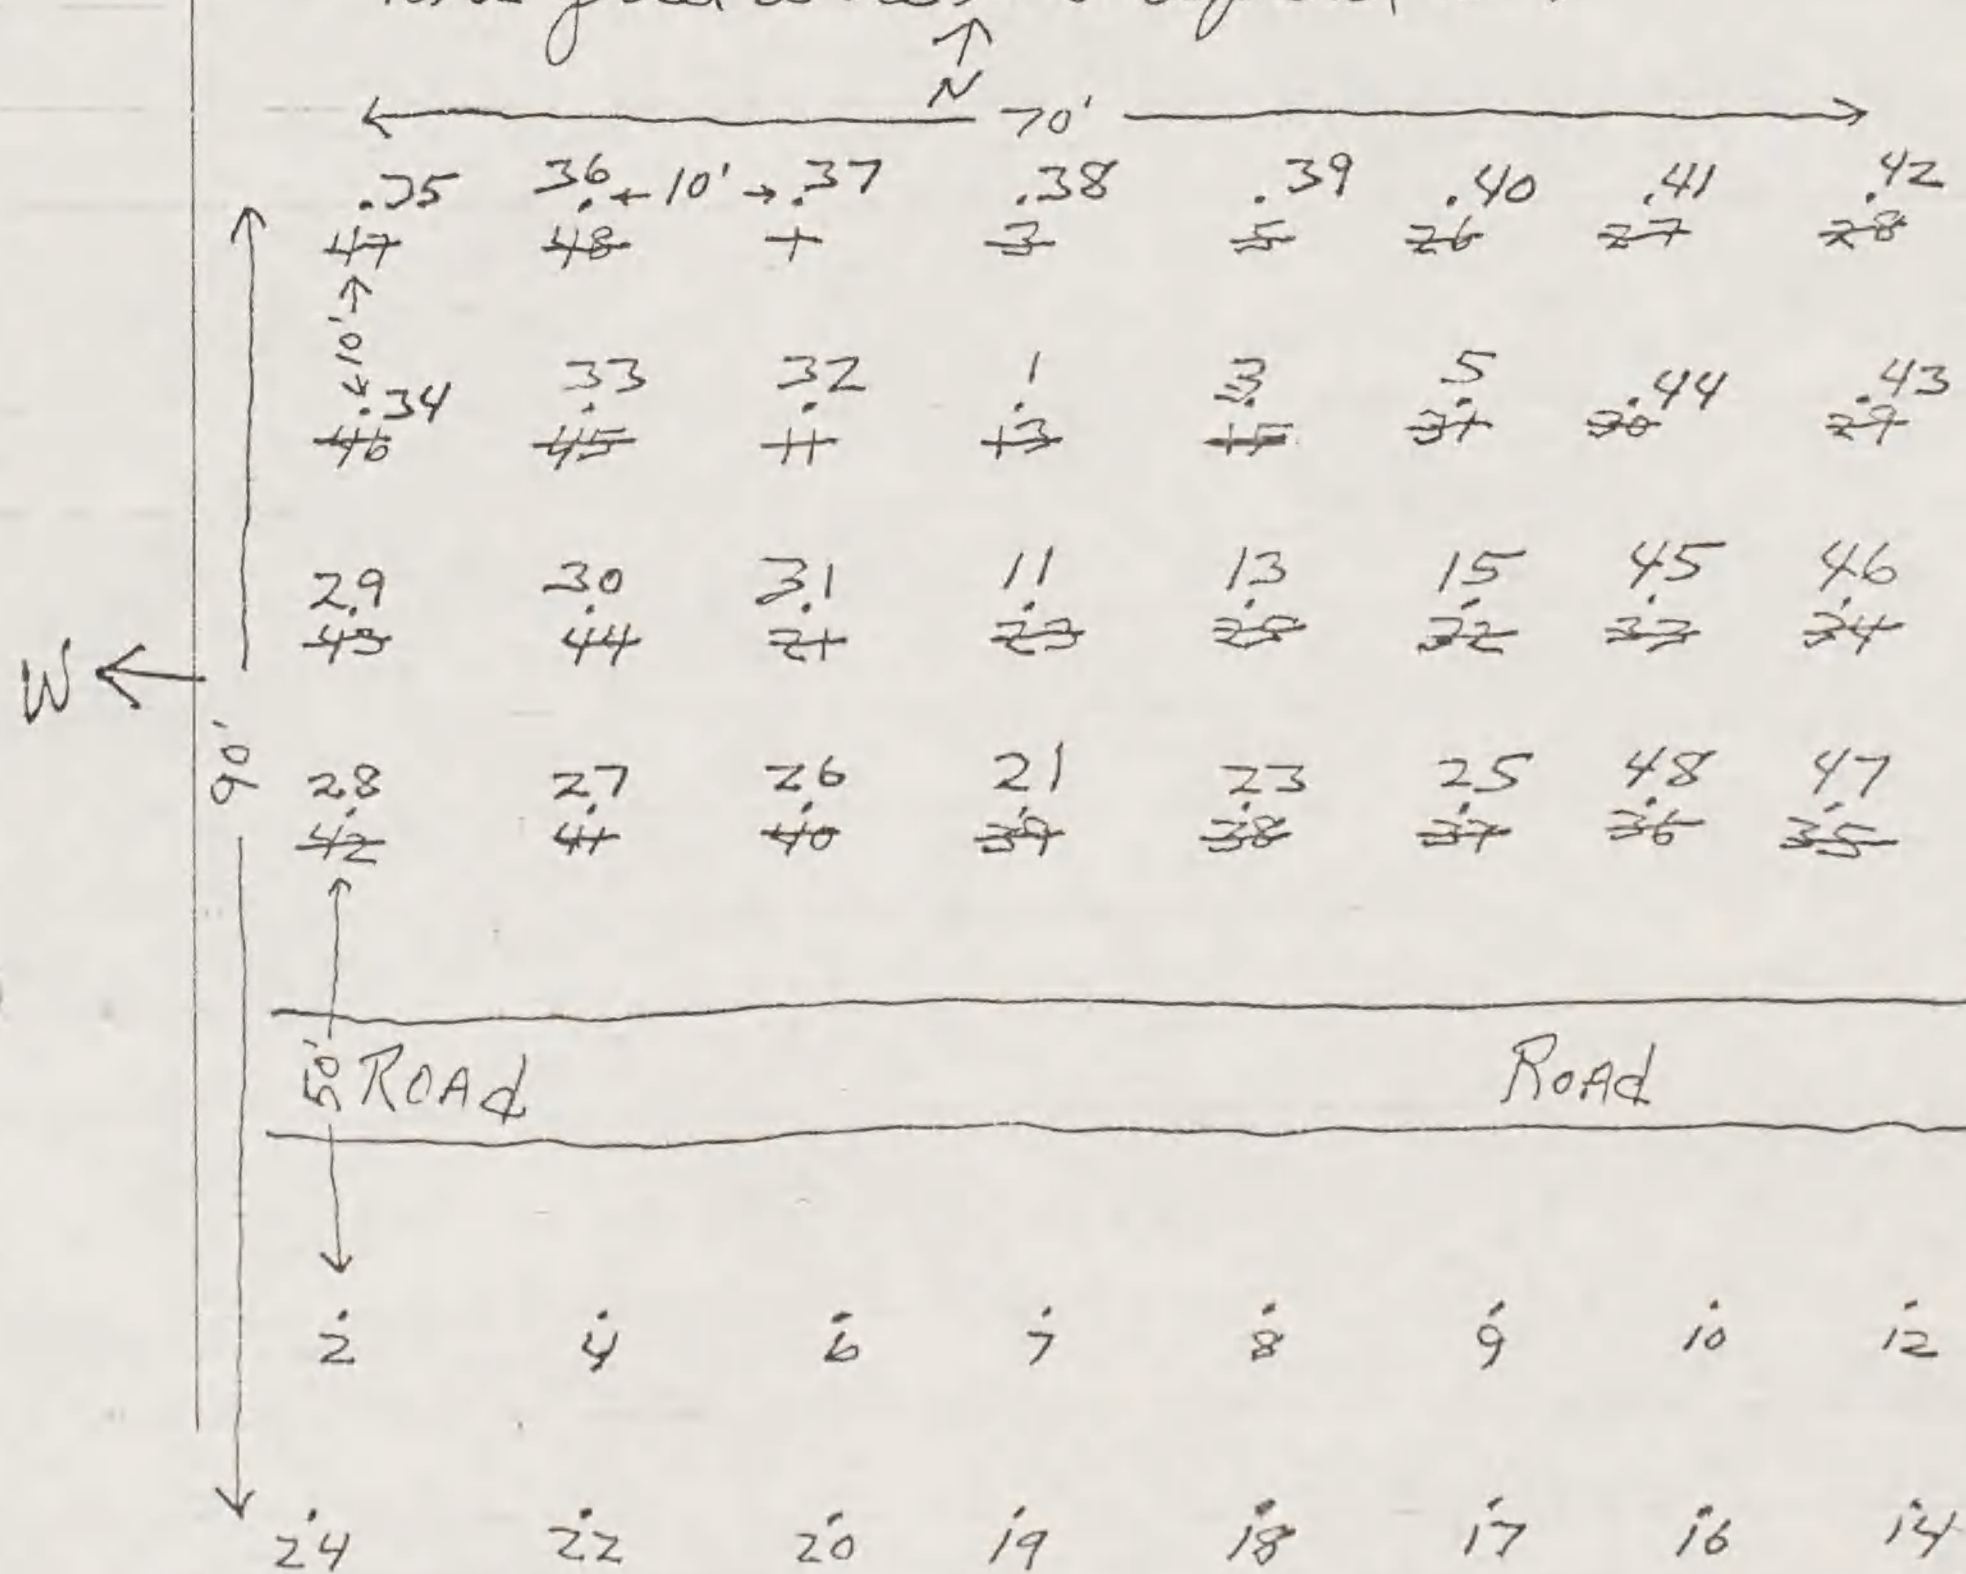 N
70'
.35 36 ←10'→ .37 .38 .39 .40 .41 .42
47 48 1 3 5 26 27 28
10'
.34 33 32 1 3 5 .44 .43
46 45 11 13 15 31 30 29
29 30 31 11 13 15 45 46
43 44 21 23 25 32 33 34
W
90'
28 27 26 21 23 25 48 47
42 41 40 39 38 37 36 35
50' Road Road
2 4 6 7 8 9 10 12
24 22 20 19 18 17 16 14